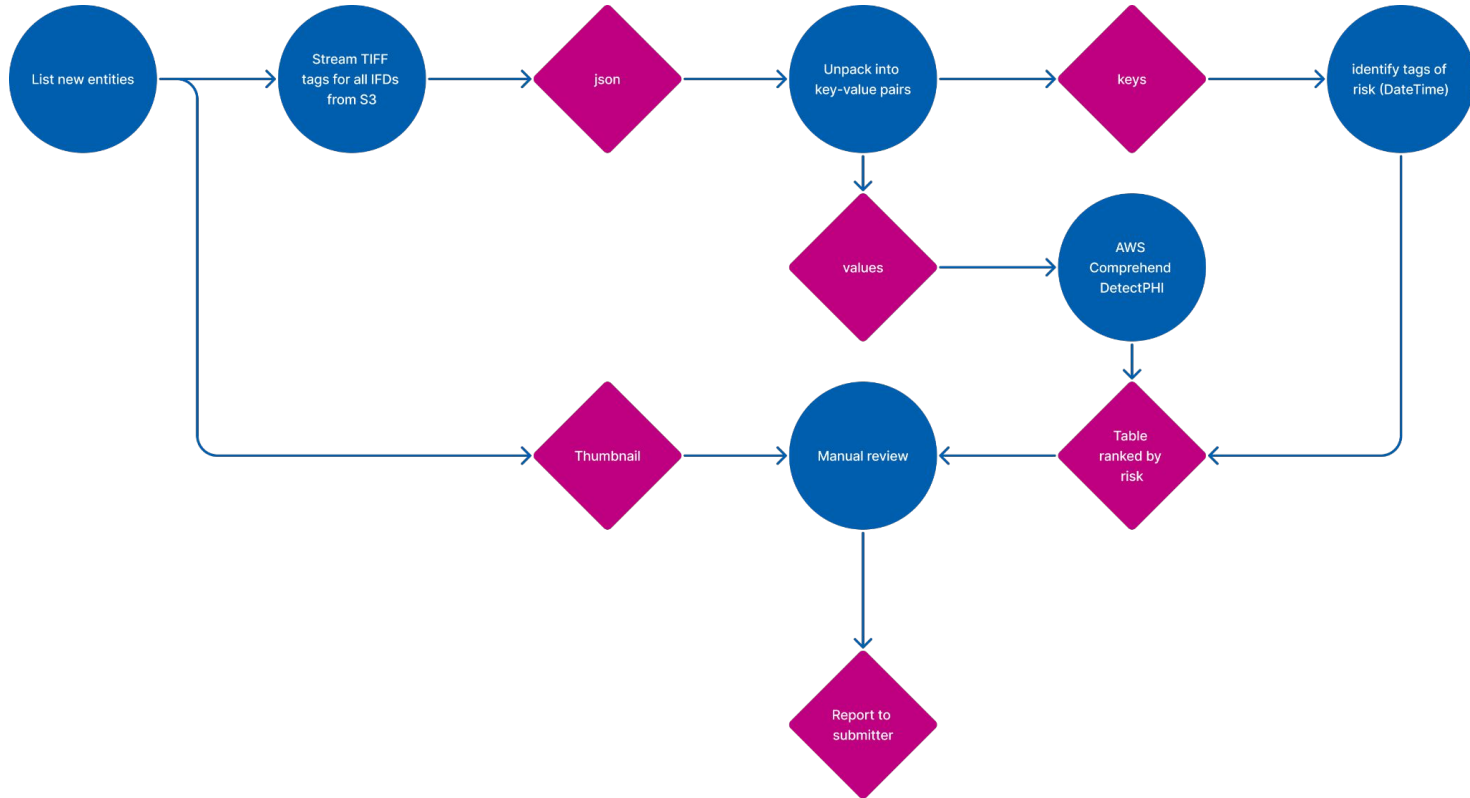 List new entities
Stream TIFF
tags for all IFDs
from S3
json
Unpack into
key-value pairs
keys
identify tags of
risk (DateTime)
values
AWS
Comprehend
DetectPHI
Thumbnail
Manual review
Table
ranked by
risk
Report to
submitter